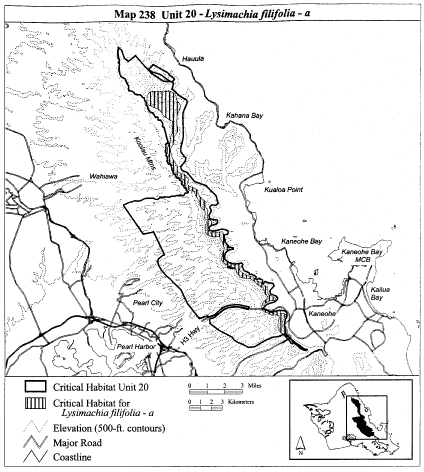 Map 238 Unit 20 - Lysimachia filifolia - a
Hauula
Kahana Bay
Koolau Mtns
Wahiawa
Kualoa Point
Kaneohe Bay
Kaneohe Bay
MCB
Kailua
Bay
Pearl City
Kaneohe
H3 Hwy
Pearl Harbor
Critical Habitat Unit 20
Critical Habitat for
Lysimachia filifolia - a
Elevation (500-ft. contours)
Major Road
Coastline
0 1 2 3 Miles
0 1 2 3 Kilometers
N